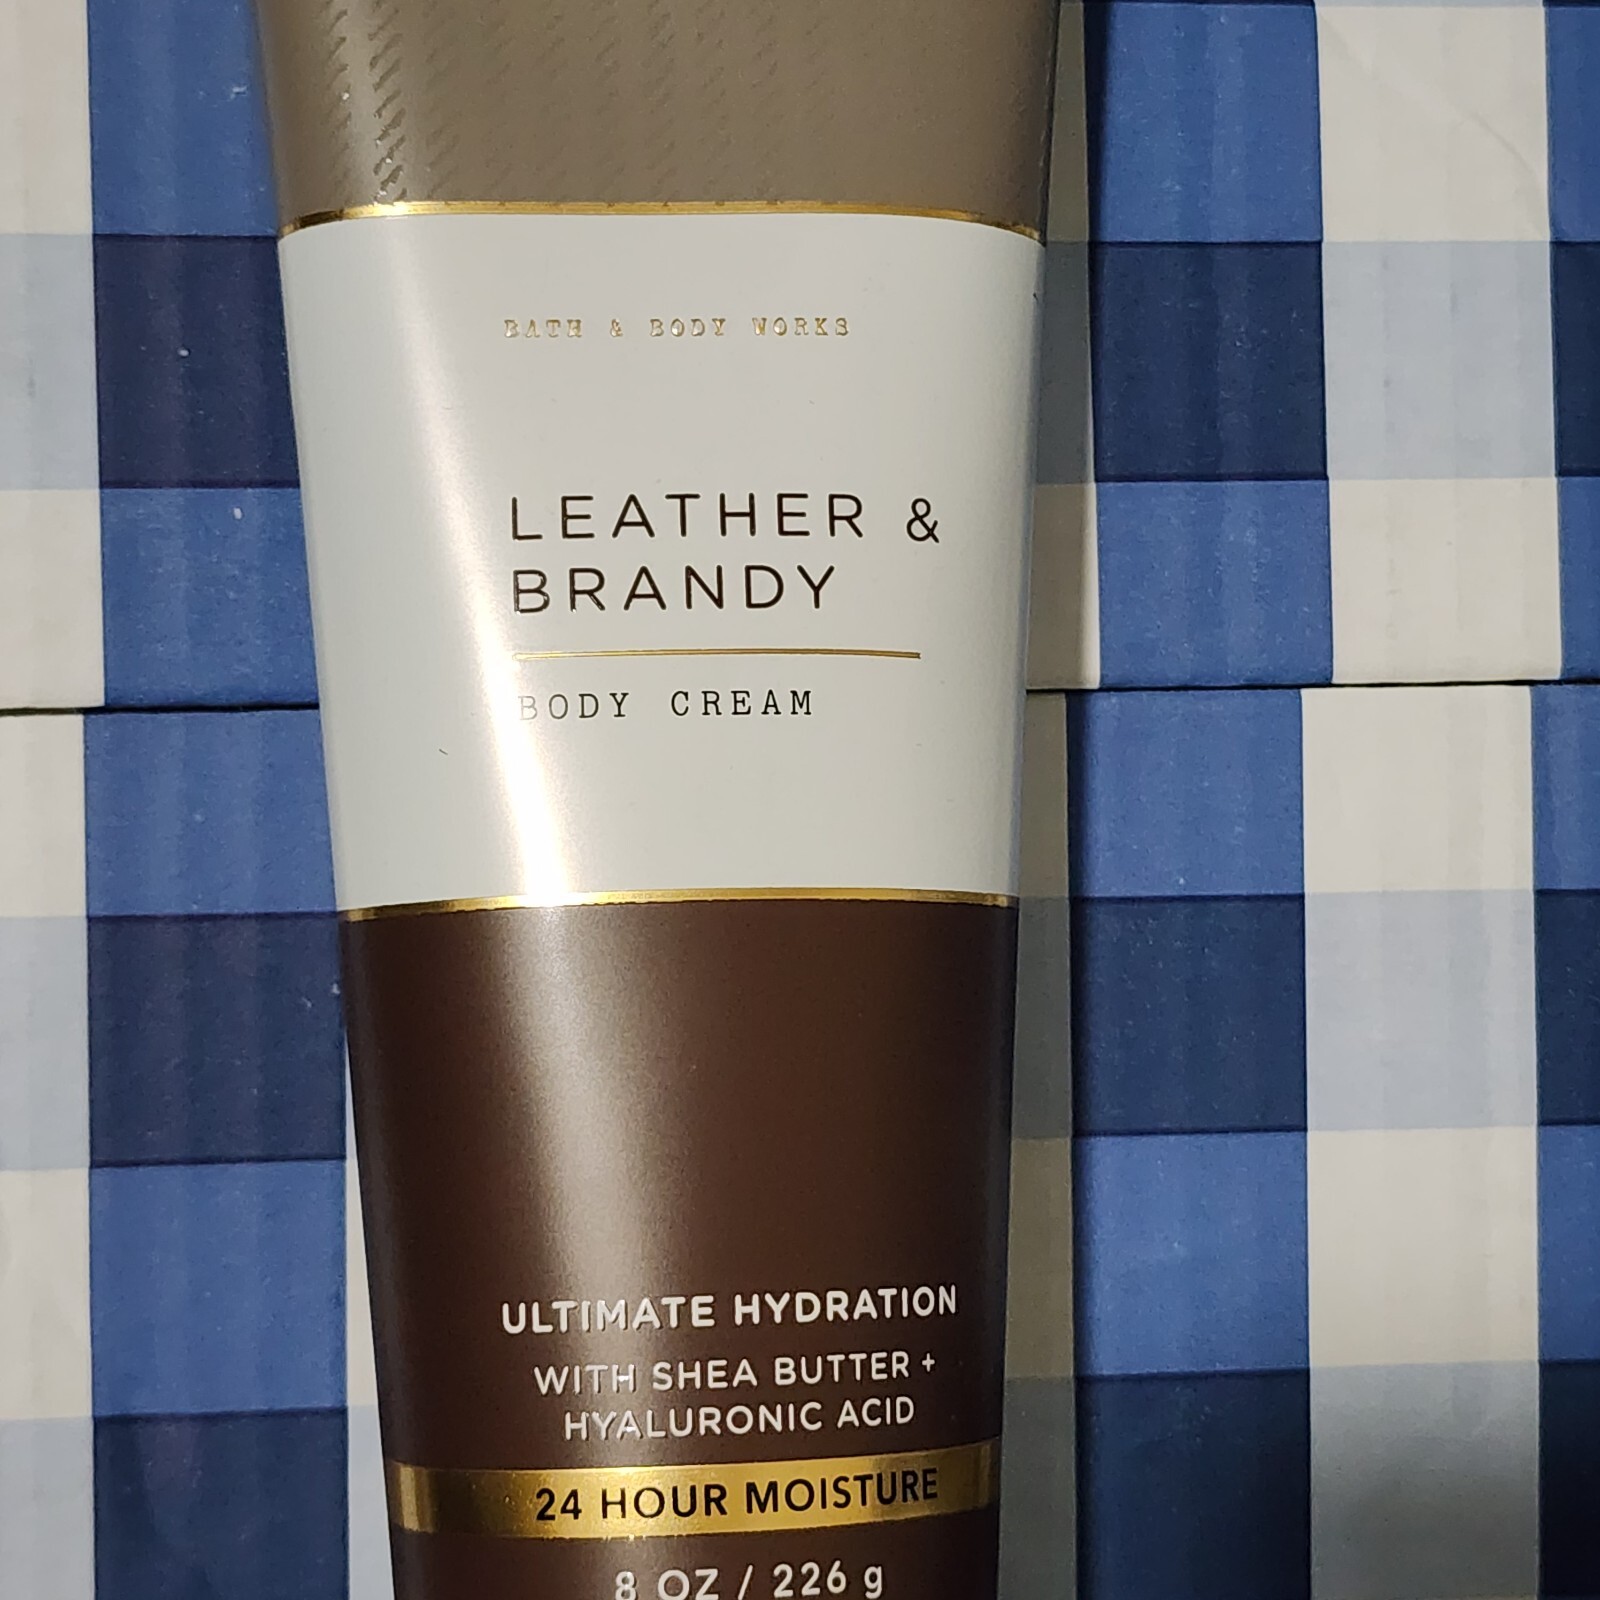 BATH & BODY WORKS
LEATHER &
BRANDY
BODY CREAM
ULTIMATE HYDRATION
WITH SHEA BUTTER +
HYALURONIC ACID
24 HOUR MOISTURE
8 OZ / 226 g